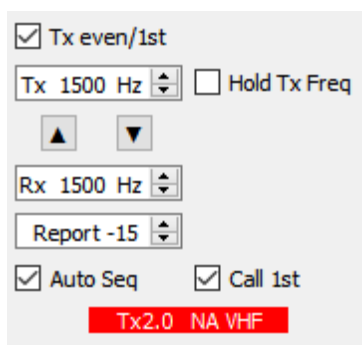 Tx even/1st
Tx 1500 Hz
Hold Tx Freq
Rx 1500 Hz
Report -15
Auto Seq
Call 1st
Tx2.0 NA VHF